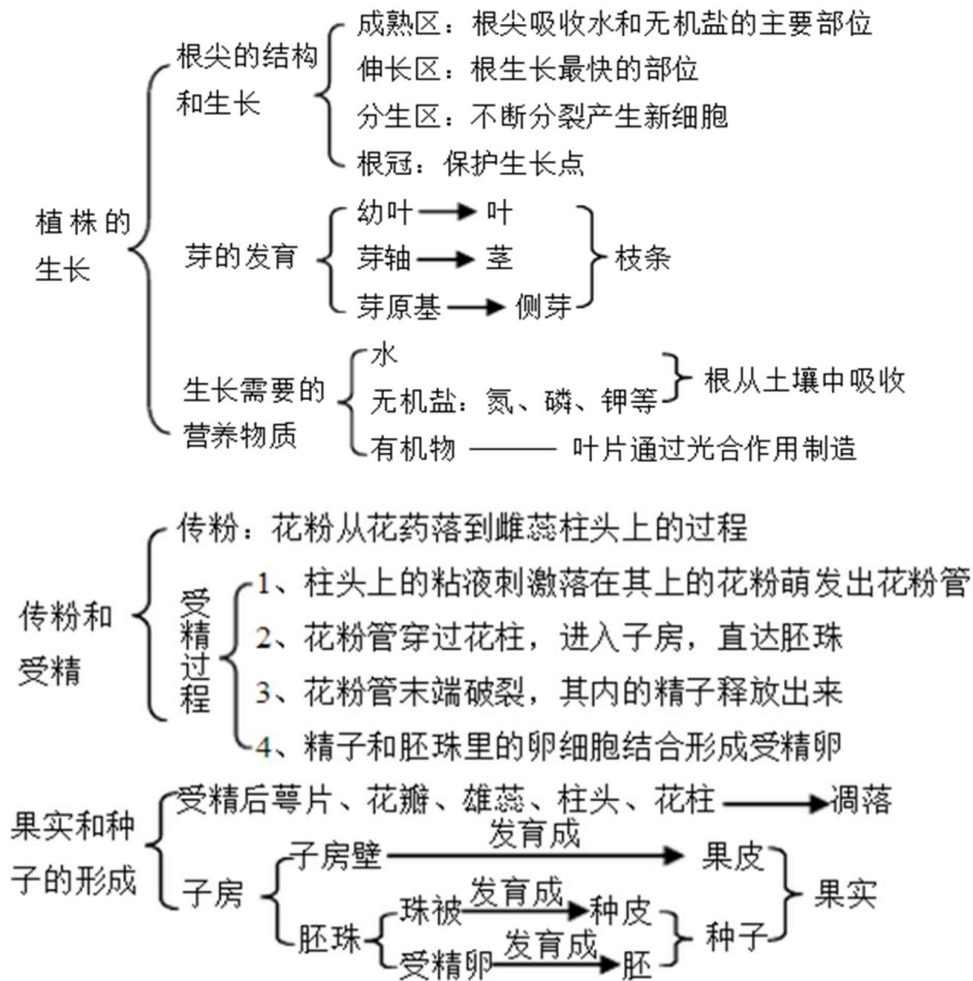 植株的
生长
根尖的结构
和生长
成熟区：根尖吸收水和无机盐的主要部位
伸长区：根生长最快的部位
分生区：不断分裂产生新细胞
根冠：保护生长点
芽的发育
幼叶 叶
芽轴 茎
芽原基 侧芽
枝条
生长需要的
营养物质
水
无机盐：氮、磷、钾等
根从土壤中吸收
有机物 叶片通过光合作用制造
传粉和
受精
传粉：花粉从花药落到雌蕊柱头上的过程
受精过程
1、柱头上的粘液刺激落在其上的花粉萌发出花粉管
2、花粉管穿过花柱，进入子房，直达胚珠
3、花粉管末端破裂，其内的精子释放出来
4、精子和胚珠里的卵细胞结合形成受精卵
果实和种
子的形成
受精后萼片、花瓣、雄蕊、柱头、花柱 凋落
子房
子房壁 发育成 果皮
胚珠
珠被 发育成 种皮
受精卵 发育成 胚
种子
果实